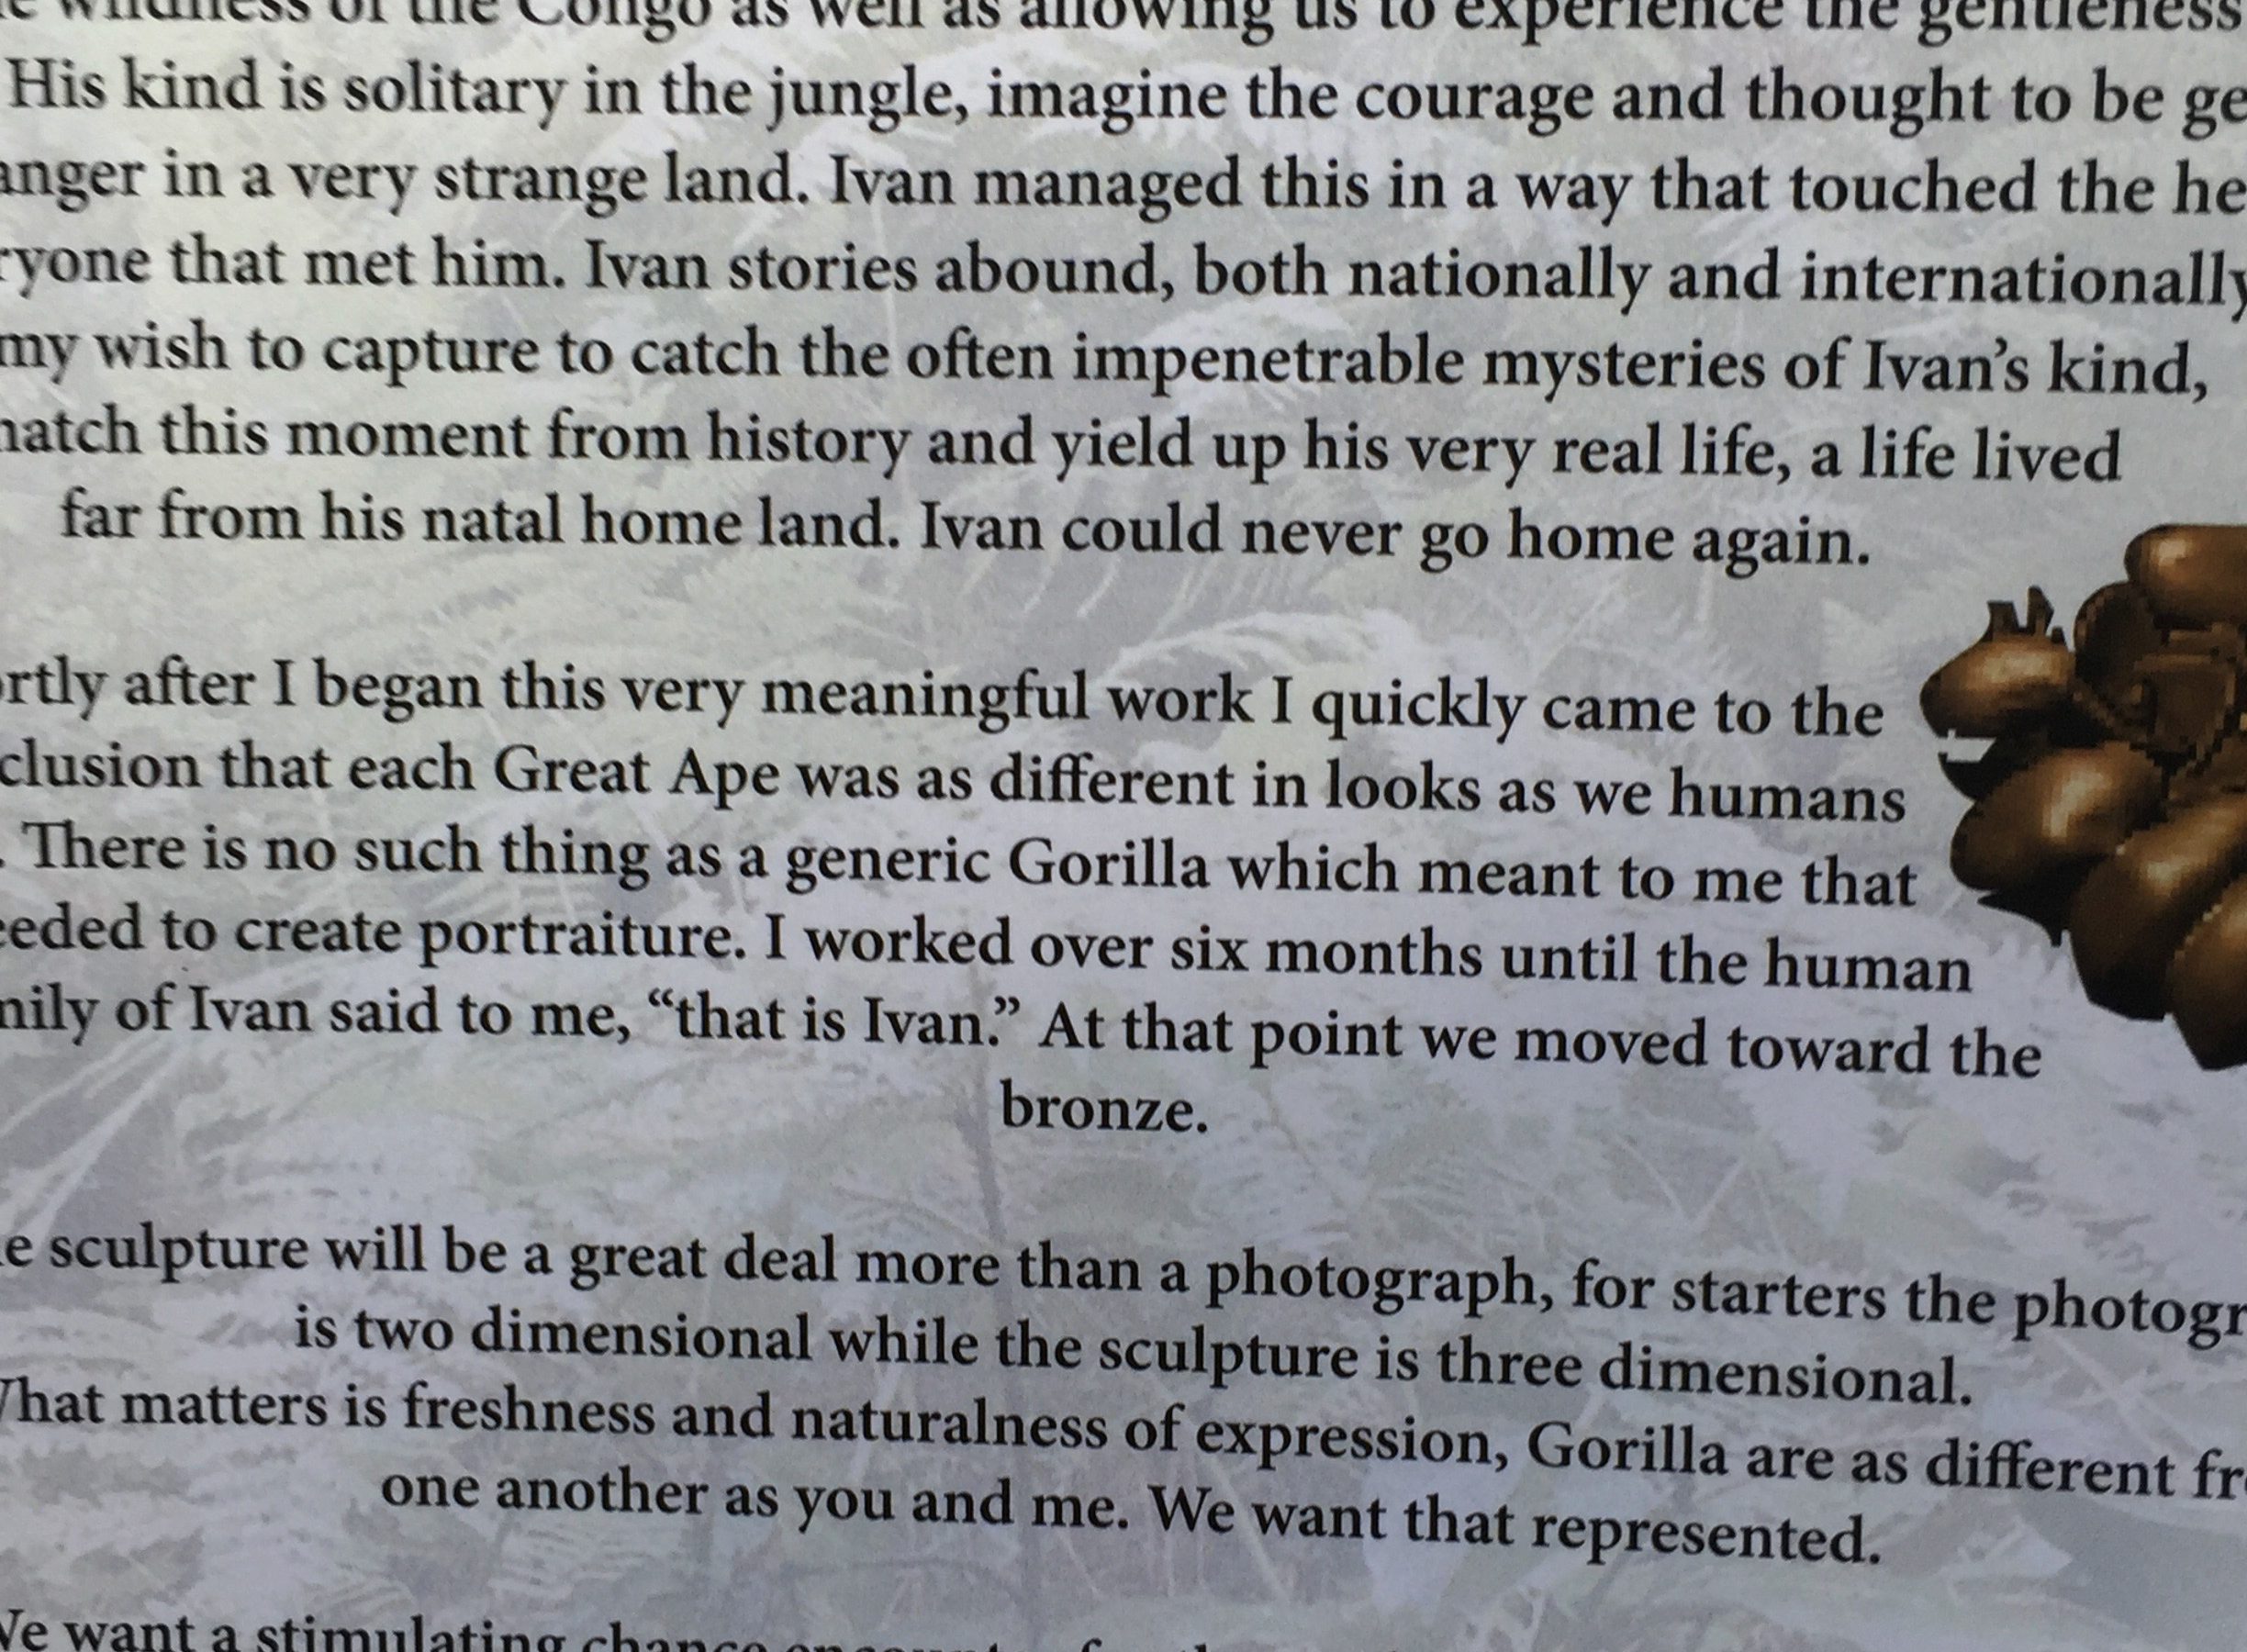 wildness of the Congo as well as allowing us to experience the gentleness
His kind is solitary in the jungle, imagine the courage and thought to be ge
anger in a very strange land. Ivan managed this in a way that touched the he
ryone that met him. Ivan stories abound, both nationally and internationally
my wish to capture to catch the often impenetrable mysteries of Ivan’s kind,
natch this moment from history and yield up his very real life, a life lived
far from his natal home land. Ivan could never go home again.
rtly after I began this very meaningful work I quickly came to the
clusion that each Great Ape was as different in looks as we humans
. There is no such thing as a generic Gorilla which meant to me that
eeded to create portraiture. I worked over six months until the human
mily of Ivan said to me, “that is Ivan.” At that point we moved toward the
bronze.
e sculpture will be a great deal more than a photograph, for starters the photogr
is two dimensional while the sculpture is three dimensional.
What matters is freshness and naturalness of expression, Gorilla are as different fro
one another as you and me. We want that represented.
We want a stimulating chance